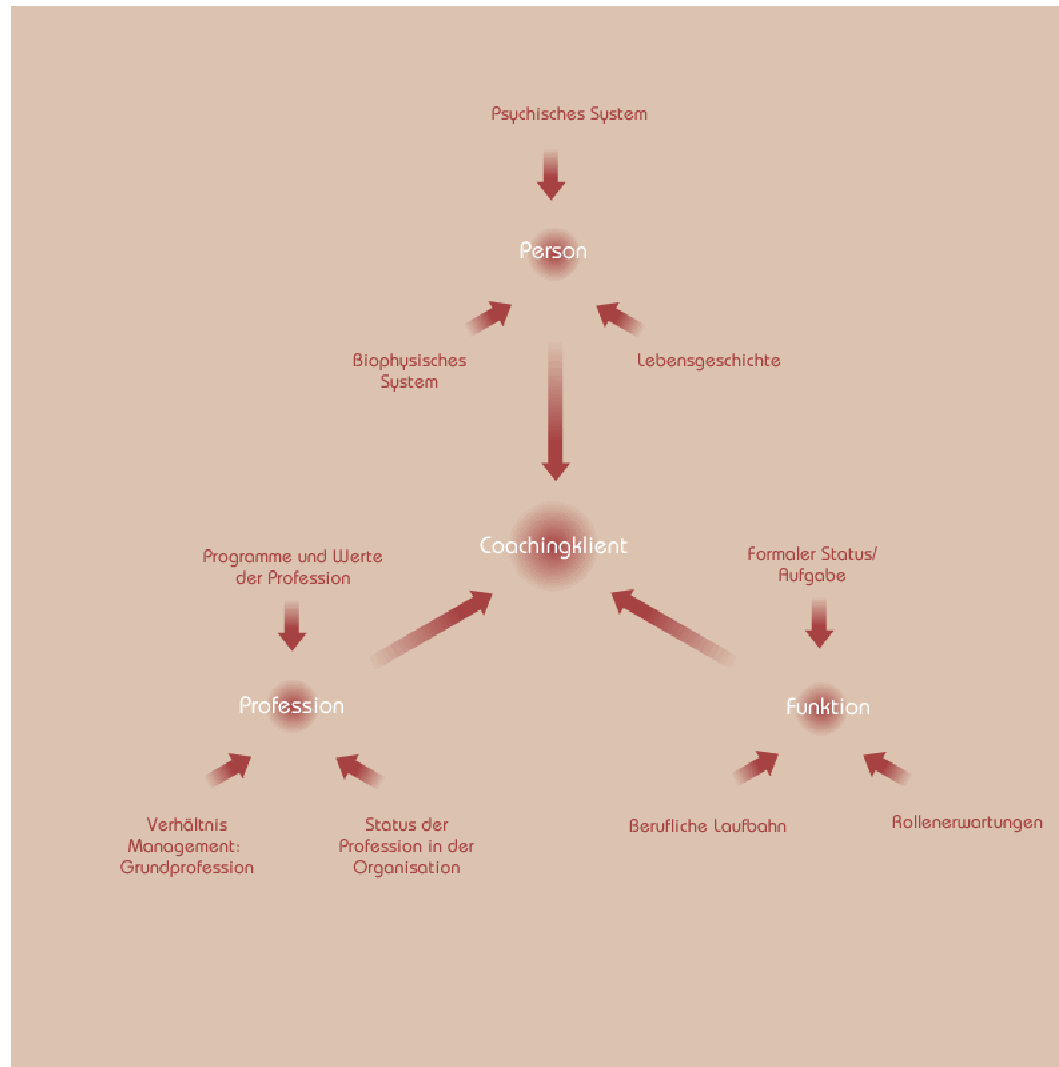 Psychisches System
Person
Biophysisches
System
Lebensgeschichte
Coachingklient
Programme und Werte
der Profession
Formaler Status/
Aufgabe
Profession
Funktion
Verhältnis
Management:
Grundprofession
Status der
Profession in der
Organisation
Berufliche Laufbahn
Rollenerwartungen